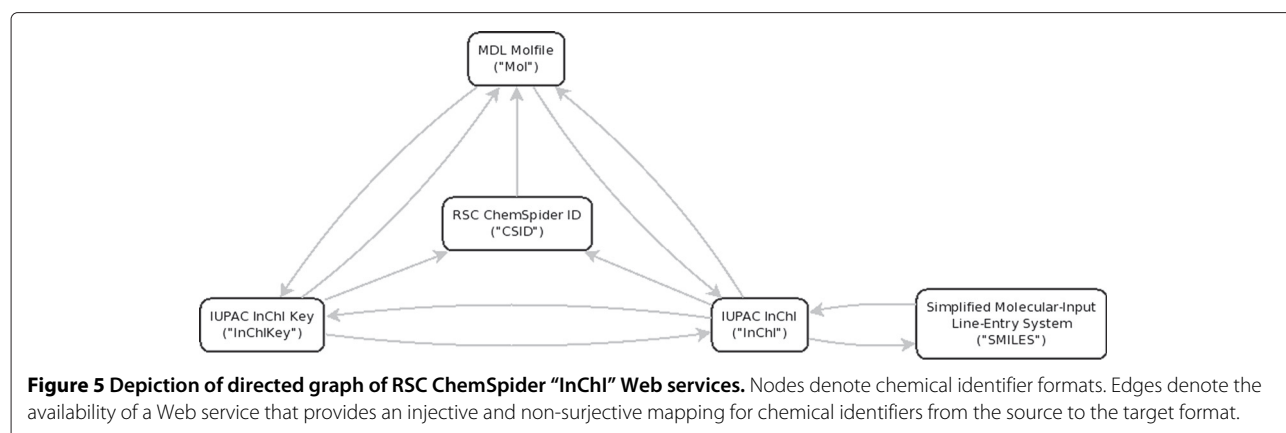 MDL Molfile
("Mol")
RSC ChemSpider ID
("CSID")
IUPAC InChI Key
("InChIKey")
IUPAC InChI
("InChI")
Simplified Molecular-Input
Line-Entry System
("SMILES")
Figure 5 Depiction of directed graph of RSC ChemSpider “InChI” Web services. Nodes denote chemical identifier formats. Edges denote the
availability of a Web service that provides an injective and non-surjective mapping for chemical identifiers from the source to the target format.